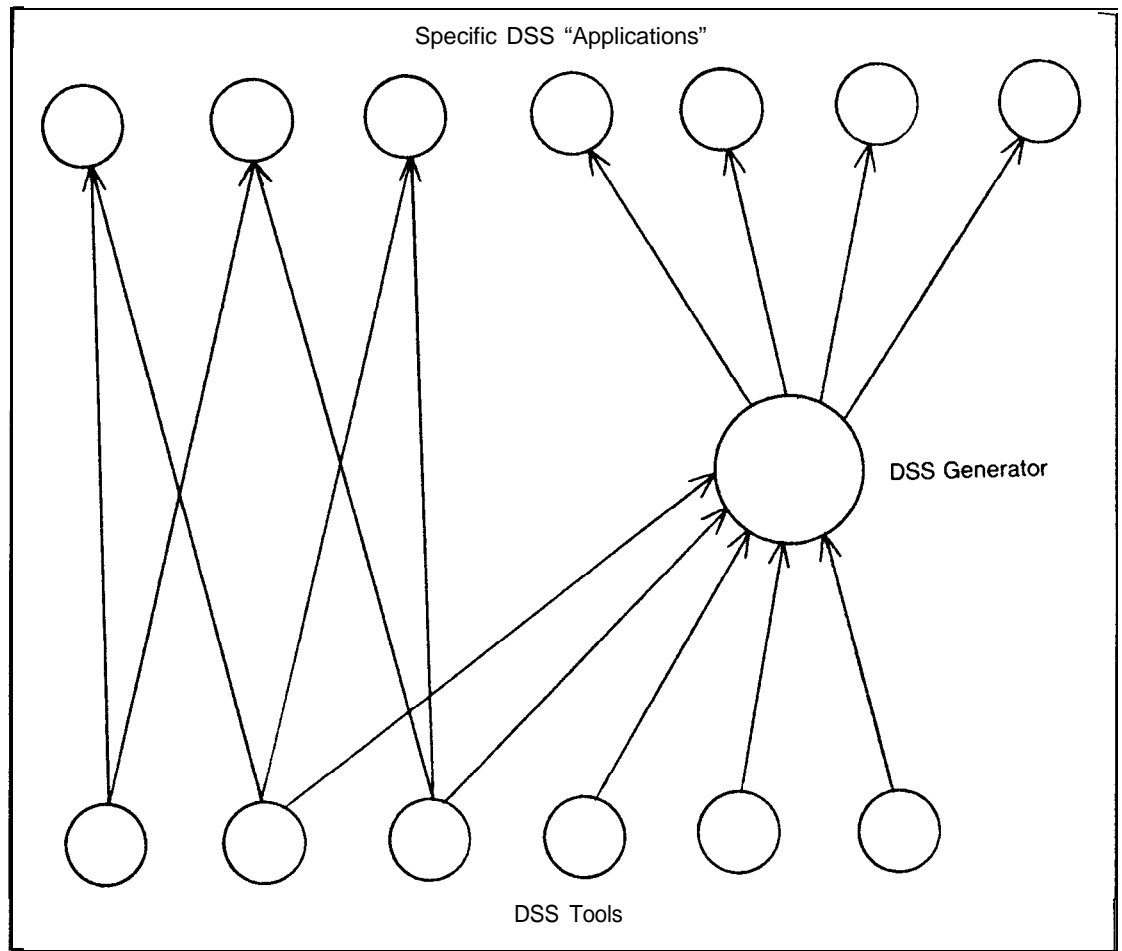 Specific DSS “Applications”
DSS Generator
DSS Tools